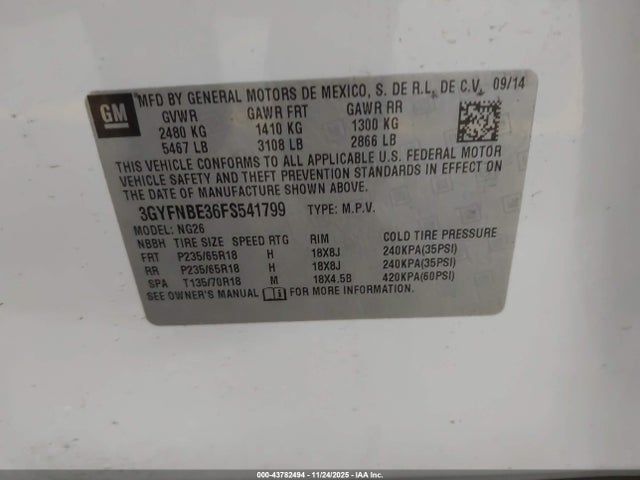 GM
MFD BY GENERAL MOTORS DE MEXICO, S. DE R.L. DE C.V. 09/14
GVWR GAWR FRT GAWR RR
2480 KG 1410 KG 1300 KG
5467 LB 3108 LB 2866 LB
THIS VEHICLE CONFORMS TO ALL APPLICABLE U.S. FEDERAL MOTOR
VEHICLE SAFETY AND THEFT PREVENTION STANDARDS IN EFFECT ON
THE DATE OF MANUFACTURE SHOWN ABOVE.
3GYFNBE36FS541799 TYPE: M.P.V.
MODEL: NG26
NBBH TIRE SIZE SPEED RTG RIM COLD TIRE PRESSURE
FRT P235/65R18 H 18X8J 240KPA(35PSI)
RR P235/65R18 H 18X8J 240KPA(35PSI)
SPA T135/70R18 M 18X4.5B 420KPA(60PSI)
SEE OWNER'S MANUAL FOR MORE INFORMATION.
000-43782494 - 11/24/2025 - IAA Inc.